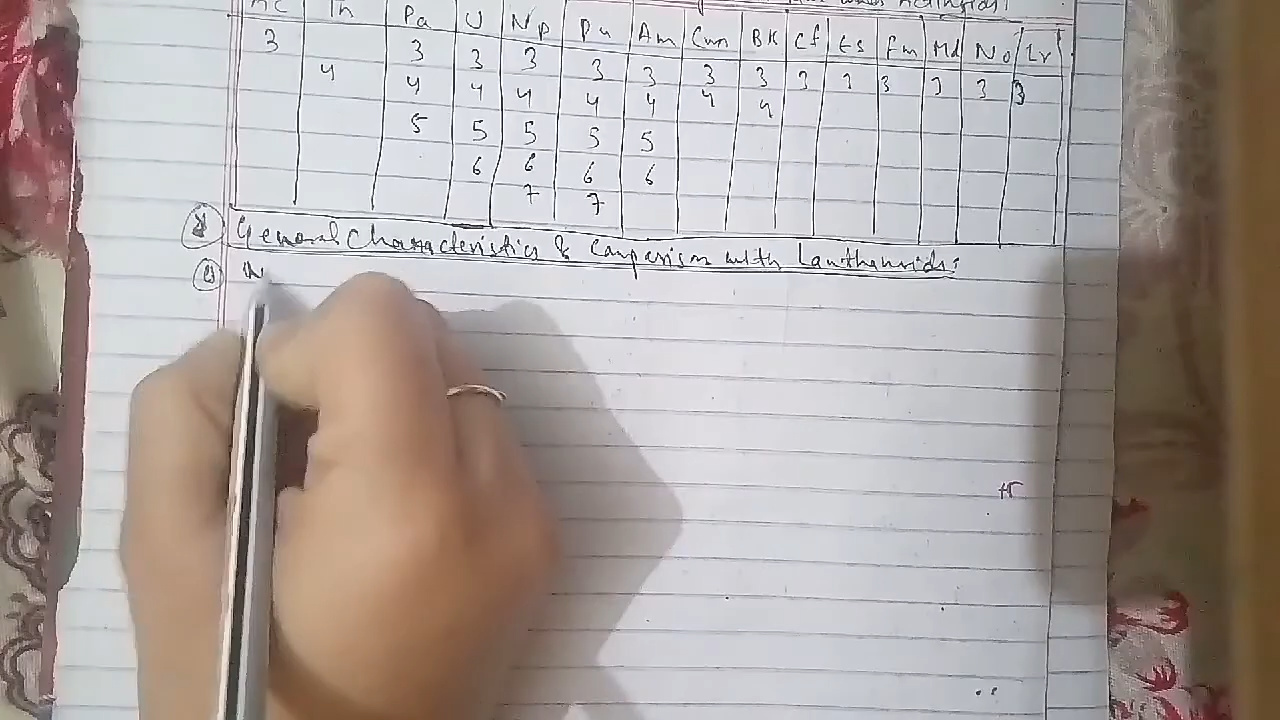 Ac Th Pa U Np Pu Am Cm Bk Cf Es Fm Md No Lr
3 3 3 3 3 3 3 3 3 3 3 3 3 3
4 4 4 4 4 4 4 4
5 5 5 5 5
6 6 6 6
7 7
General Characteristics & Comparism with Lanthanoids: